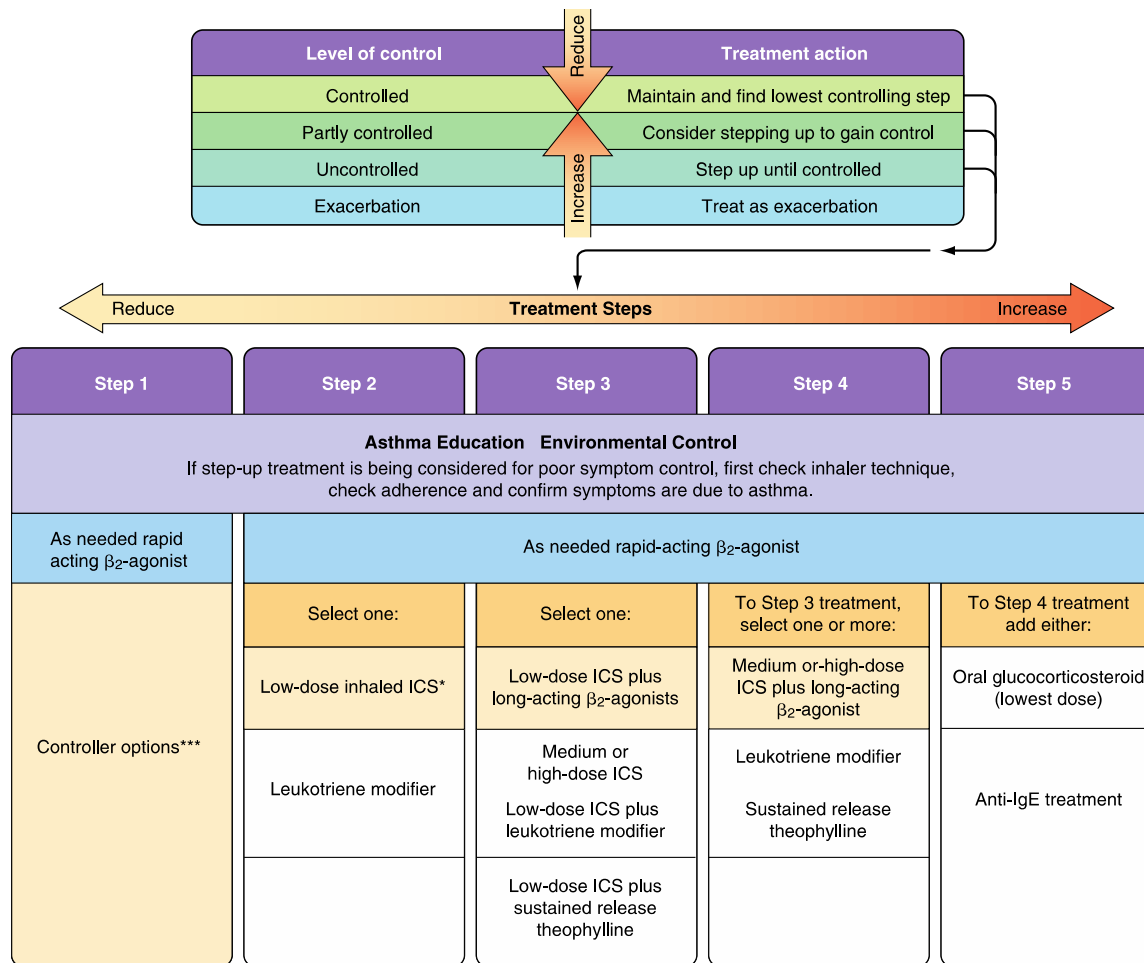 Level of control
Reduce
Treatment action
Controlled
Maintain and find lowest controlling step
Partly controlled
Consider stepping up to gain control
Uncontrolled
Step up until controlled
Exacerbation
Increase
Treat as exacerbation
Reduce
Treatment Steps
Increase
Step 1
Step 2
Step 3
Step 4
Step 5
Asthma Education Environmental Control
If step-up treatment is being considered for poor symptom control, first check inhaler technique,
check adherence and confirm symptoms are due to asthma.
As needed rapid
acting β₂-agonist
As needed rapid-acting β₂-agonist
Controller options***
Select one:
Low-dose inhaled ICS*
Leukotriene modifier
Select one:
Low-dose ICS plus
long-acting β₂-agonists
Medium or
high-dose ICS
Low-dose ICS plus
leukotriene modifier
Low-dose ICS plus
sustained release
theophylline
To Step 3 treatment,
select one or more:
Medium or-high-dose
ICS plus long-acting
β₂-agonist
Leukotriene modifier
Sustained release
theophylline
To Step 4 treatment
add either:
Oral glucocorticosteroid
(lowest dose)
Anti-IgE treatment